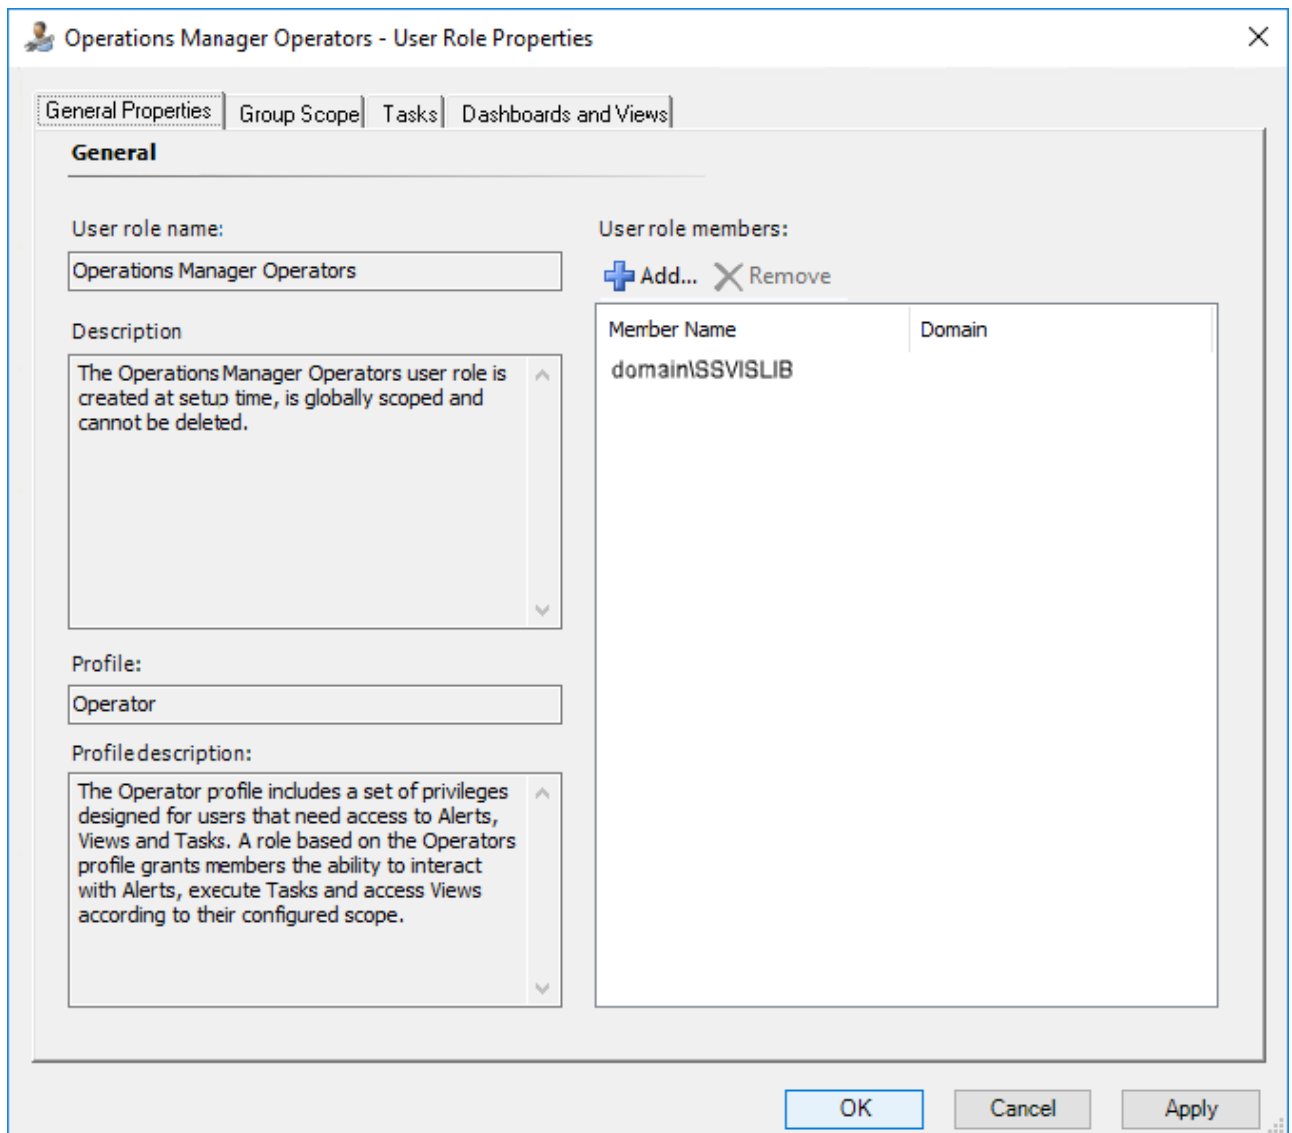 Operations Manager Operators - User Role Properties
General Properties
Group Scope
Tasks
Dashboards and Views
General
User role name:
Operations Manager Operators
Description
The Operations Manager Operators user role is
created at setup time, is globally scoped and
cannot be deleted.
Profile:
Operator
Profile description:
The Operator profile includes a set of privileges
designed for users that need access to Alerts,
Views and Tasks. A role based on the Operators
profile grants members the ability to interact
with Alerts, execute Tasks and access Views
according to their configured scope.
User role members:
Add... Remove
Member Name Domain
domain\SSVISLIB
OK Cancel Apply